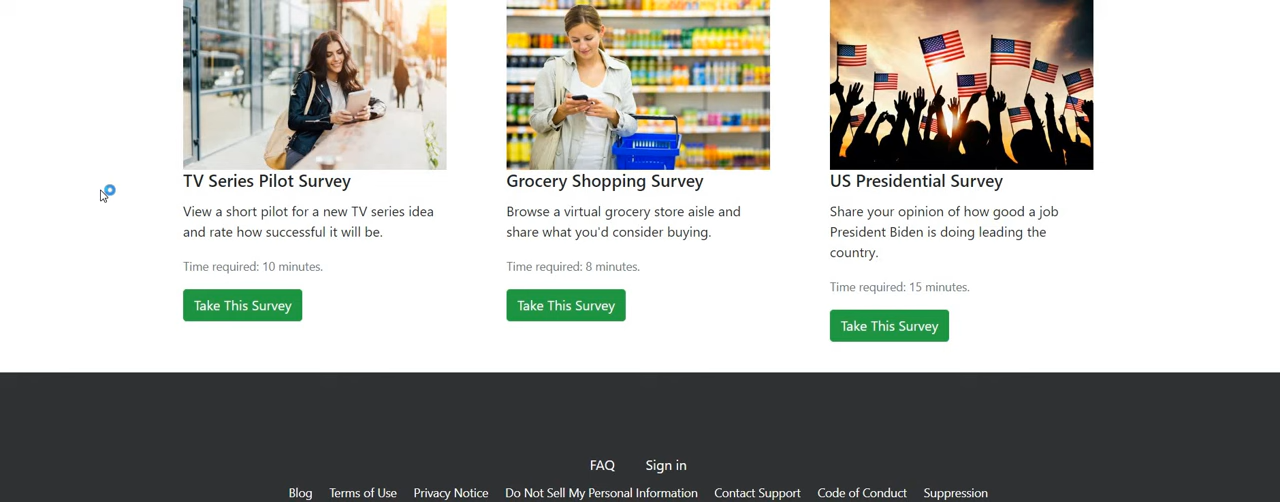 TV Series Pilot Survey
View a short pilot for a new TV series idea
and rate how successful it will be.
Time required: 10 minutes.
Take This Survey
Grocery Shopping Survey
Browse a virtual grocery store aisle and
share what you'd consider buying.
Time required: 8 minutes.
Take This Survey
US Presidential Survey
Share your opinion of how good a job
President Biden is doing leading the
country.
Time required: 15 minutes.
Take This Survey
FAQ Sign in
Blog Terms of Use Privacy Notice Do Not Sell My Personal Information Contact Support Code of Conduct Suppression